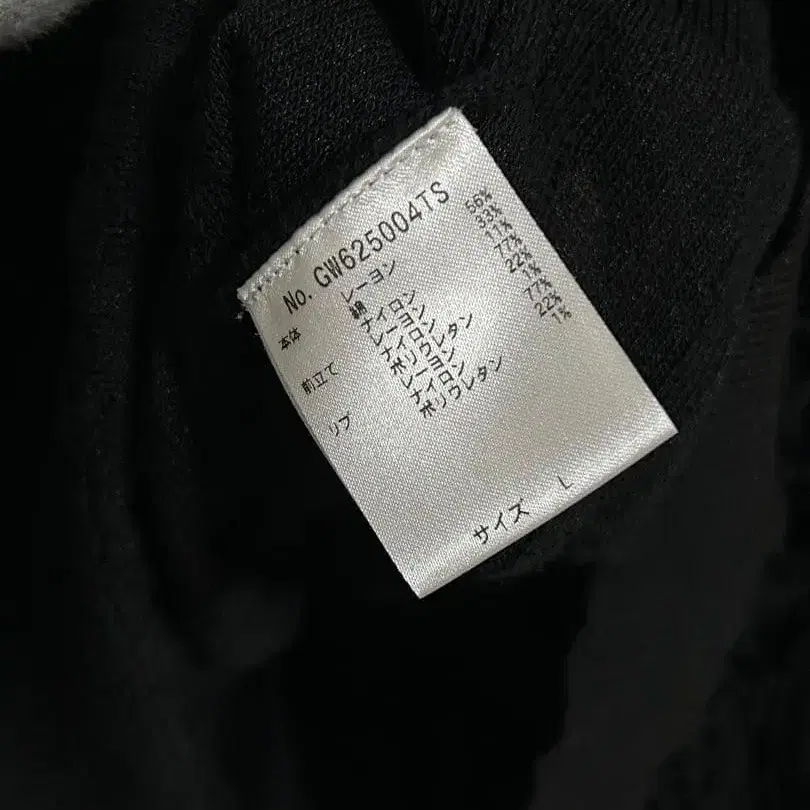 No. GW625004TS
本体 レーヨン 56%
綿 33%
ナイロン 11%
前立て レーヨン 77%
ナイロン 22%
ポリウレタン 1%
リブ レーヨン 77%
ナイロン 22%
ポリウレタン 1%
サイズ L